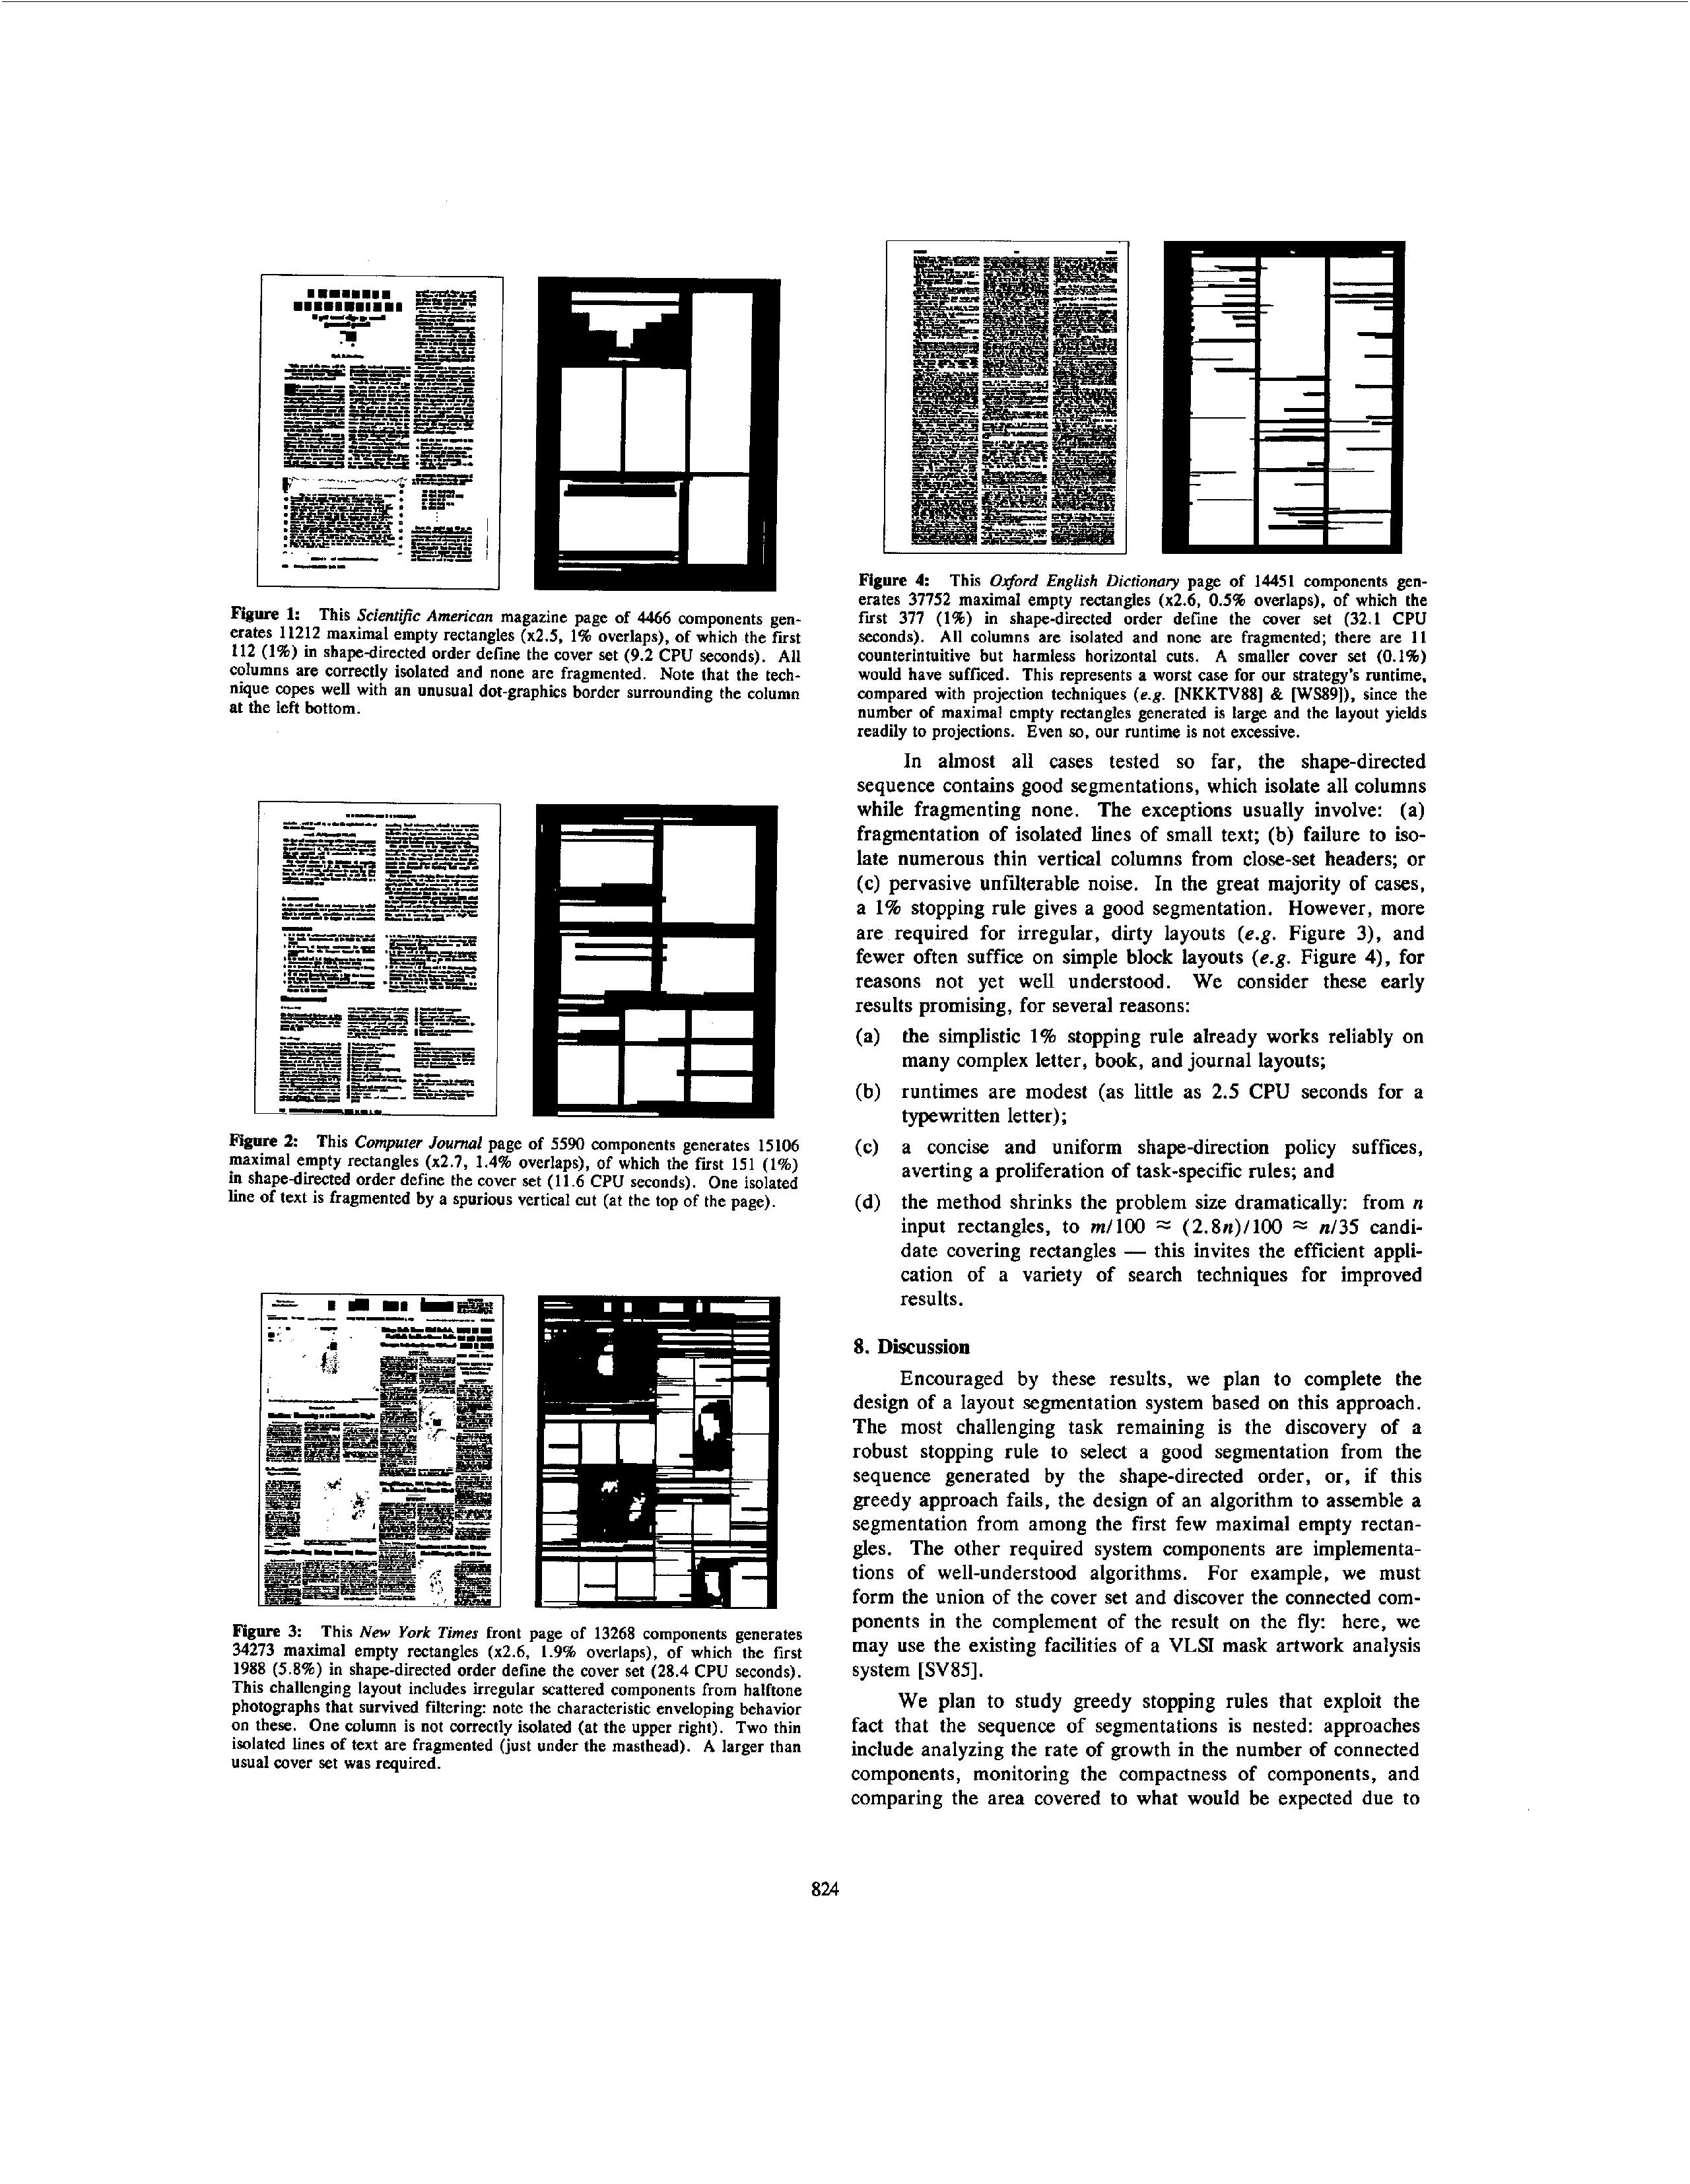 Figure 1: This Scientific American magazine page of 4466 components gen-
erates 11212 maximal empty rectangles (x2.5, 1% overlaps), of which the first
112 (1%) in shape-directed order define the cover set (9.2 CPU seconds). All
columns are correctly isolated and none are fragmented. Note that the tech-
nique copes well with an unusual dot-graphics border surrounding the column
at the left bottom.
Figure 2: This Computer Journal page of 5590 components generates 15106
maximal empty rectangles (x2.7, 1.4% overlaps), of which the first 151 (1%)
in shape-directed order define the cover set (11.6 CPU seconds). One isolated
line of text is fragmented by a spurious vertical cut (at the top of the page).
Figure 3: This New York Times front page of 13268 components generates
34273 maximal empty rectangles (x2.6, 1.9% overlaps), of which the first
1988 (5.8%) in shape-directed order define the cover set (28.4 CPU seconds).
This challenging layout includes irregular scattered components from halftone
photographs that survived filtering: note the characteristic enveloping behavior
on these. One column is not correctly isolated (at the upper right). Two thin
isolated lines of text are fragmented (just under the masthead). A larger than
usual cover set was required.
Figure 4: This Oxford English Dictionary page of 14451 components gen-
erates 37752 maximal empty rectangles (x2.6, 0.5% overlaps), of which the
first 377 (1%) in shape-directed order define the cover set (32.1 CPU
seconds). All columns are isolated and none are fragmented; there are 11
counterintuitive but harmless horizontal cuts. A smaller cover set (0.1%)
would have sufficed. This represents a worst case for our strategy's runtime,
compared with projection techniques (e.g. [NKKTV88] & [WS89]), since the
number of maximal empty rectangles generated is large and the layout yields
readily to projections. Even so, our runtime is not excessive.
In almost all cases tested so far, the shape-directed
sequence contains good segmentations, which isolate all columns
while fragmenting none. The exceptions usually involve: (a)
fragmentation of isolated lines of small text; (b) failure to iso-
late numerous thin vertical columns from close-set headers; or
(c) pervasive unfilterable noise. In the great majority of cases,
a 1% stopping rule gives a good segmentation. However, more
are required for irregular, dirty layouts (e.g. Figure 3), and
fewer often suffice on simple block layouts (e.g. Figure 4), for
reasons not yet well understood. We consider these early
results promising, for several reasons:
(a) the simplistic 1% stopping rule already works reliably on
many complex letter, book, and journal layouts;
(b) runtimes are modest (as little as 2.5 CPU seconds for a
typewritten letter);
(c) a concise and uniform shape-direction policy suffices,
averting a proliferation of task-specific rules; and
(d) the method shrinks the problem size dramatically: from n
input rectangles, to m/100 ≈ (2.8n)/100 ≈ n/35 candi-
date covering rectangles — this invites the efficient appli-
cation of a variety of search techniques for improved
results.
8. Discussion
Encouraged by these results, we plan to complete the
design of a layout segmentation system based on this approach.
The most challenging task remaining is the discovery of a
robust stopping rule to select a good segmentation from the
sequence generated by the shape-directed order, or, if this
greedy approach fails, the design of an algorithm to assemble a
segmentation from among the first few maximal empty rectan-
gles. The other required system components are implementa-
tions of well-understood algorithms. For example, we must
form the union of the cover set and discover the connected com-
ponents in the complement of the result on the fly: here, we
may use the existing facilities of a VLSI mask artwork analysis
system [SV85].
We plan to study greedy stopping rules that exploit the
fact that the sequence of segmentations is nested: approaches
include analyzing the rate of growth in the number of connected
components, monitoring the compactness of components, and
comparing the area covered to what would be expected due to
824